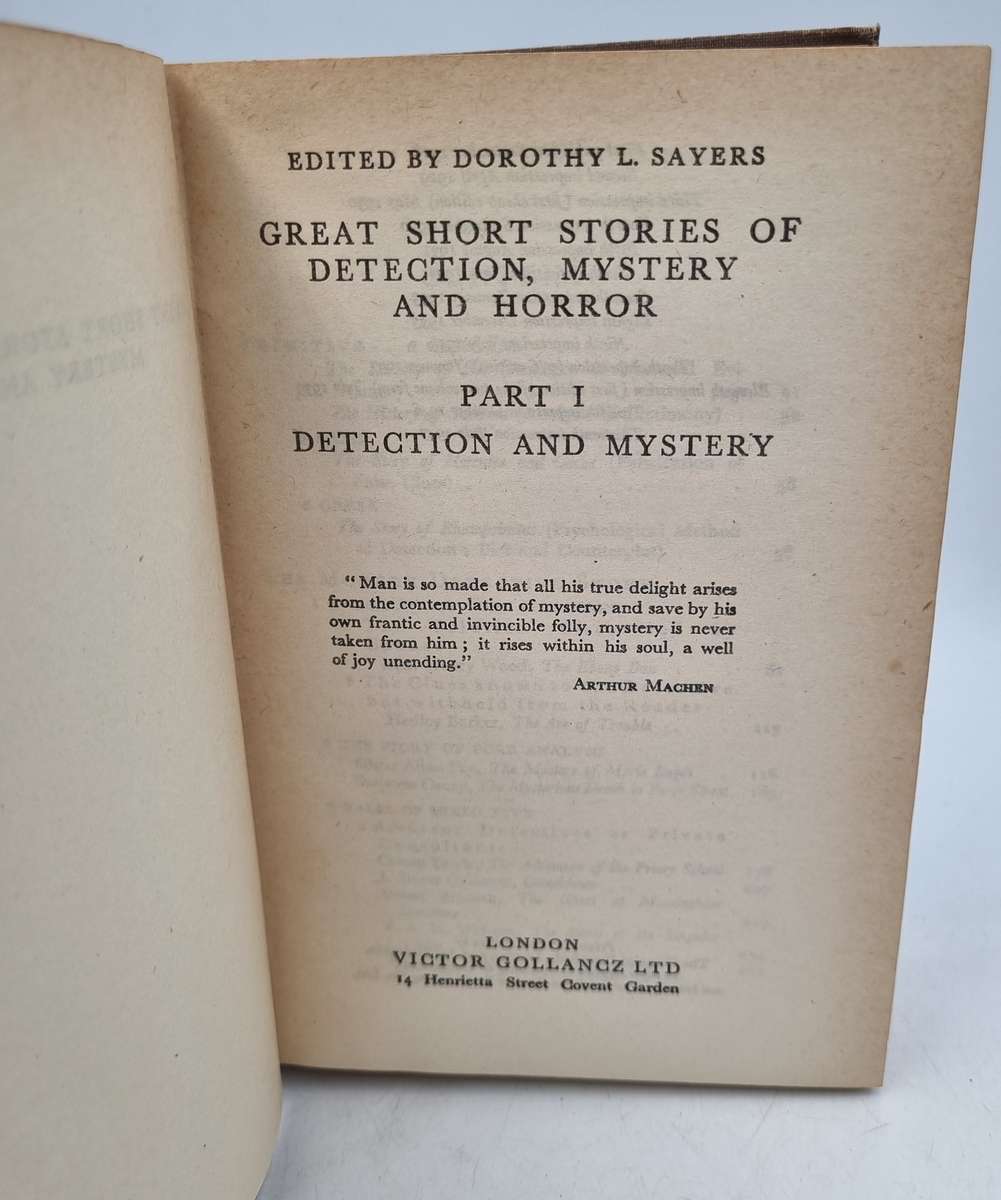 EDITED BY DOROTHY L. SAYERS
GREAT SHORT STORIES OF
DETECTION, MYSTERY
AND HORROR
PART I
DETECTION AND MYSTERY
"Man is so made that all his true delight arises
from the contemplation of mystery, and save by his
own frantic and invincible folly, mystery is never
taken from him ; it rises within his soul, a well
of joy unending."
ARTHUR MACHEN
LONDON
VICTOR GOLLANCZ LTD
14 Henrietta Street Covent Garden